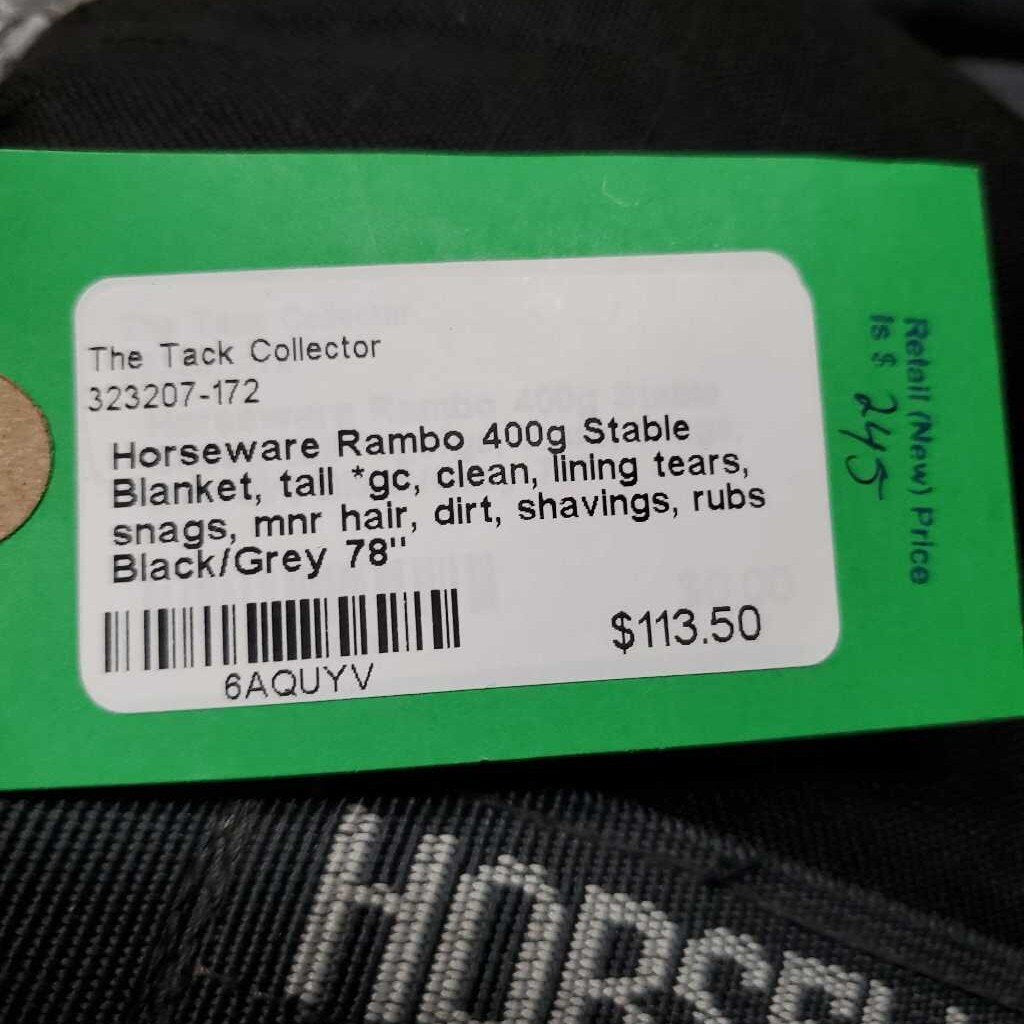 The Tack Collector
323207-172
Horseware Rambo 400g Stable
Blanket, tall *gc, clean, lining tears,
snags, mnr hair, dirt, shavings, rubs
Black/Grey 78"
$113.50
6AQUYV
Retail (New) Price
is $ 245